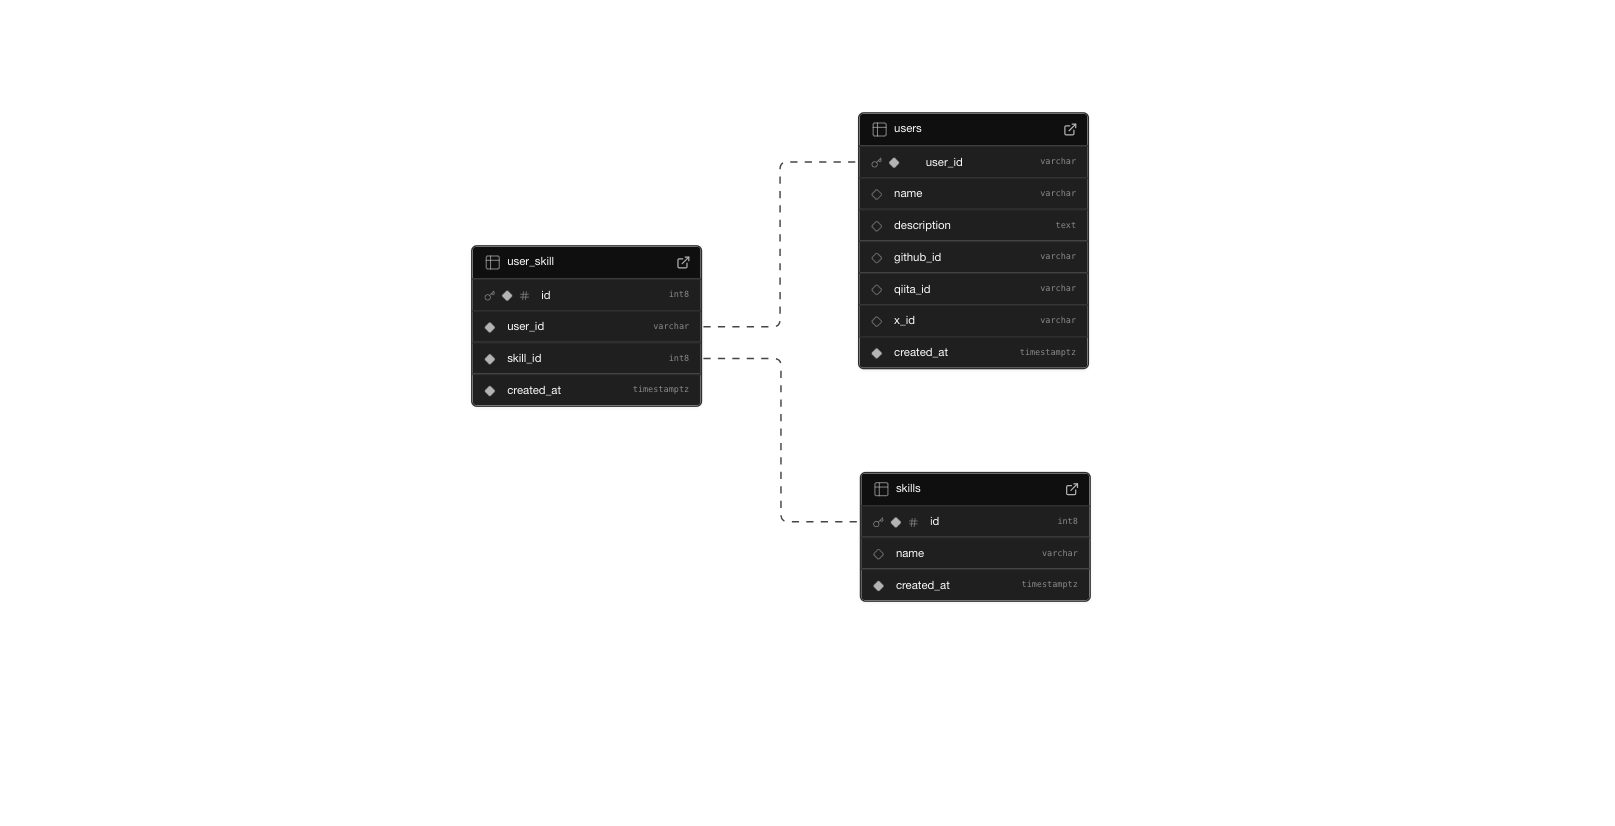 users
user_id varchar
name varchar
description text
github_id varchar
qiita_id varchar
x_id varchar
created_at timestamptz
user_skill
id int8
user_id varchar
skill_id int8
created_at timestamptz
skills
id int8
name varchar
created_at timestamptz